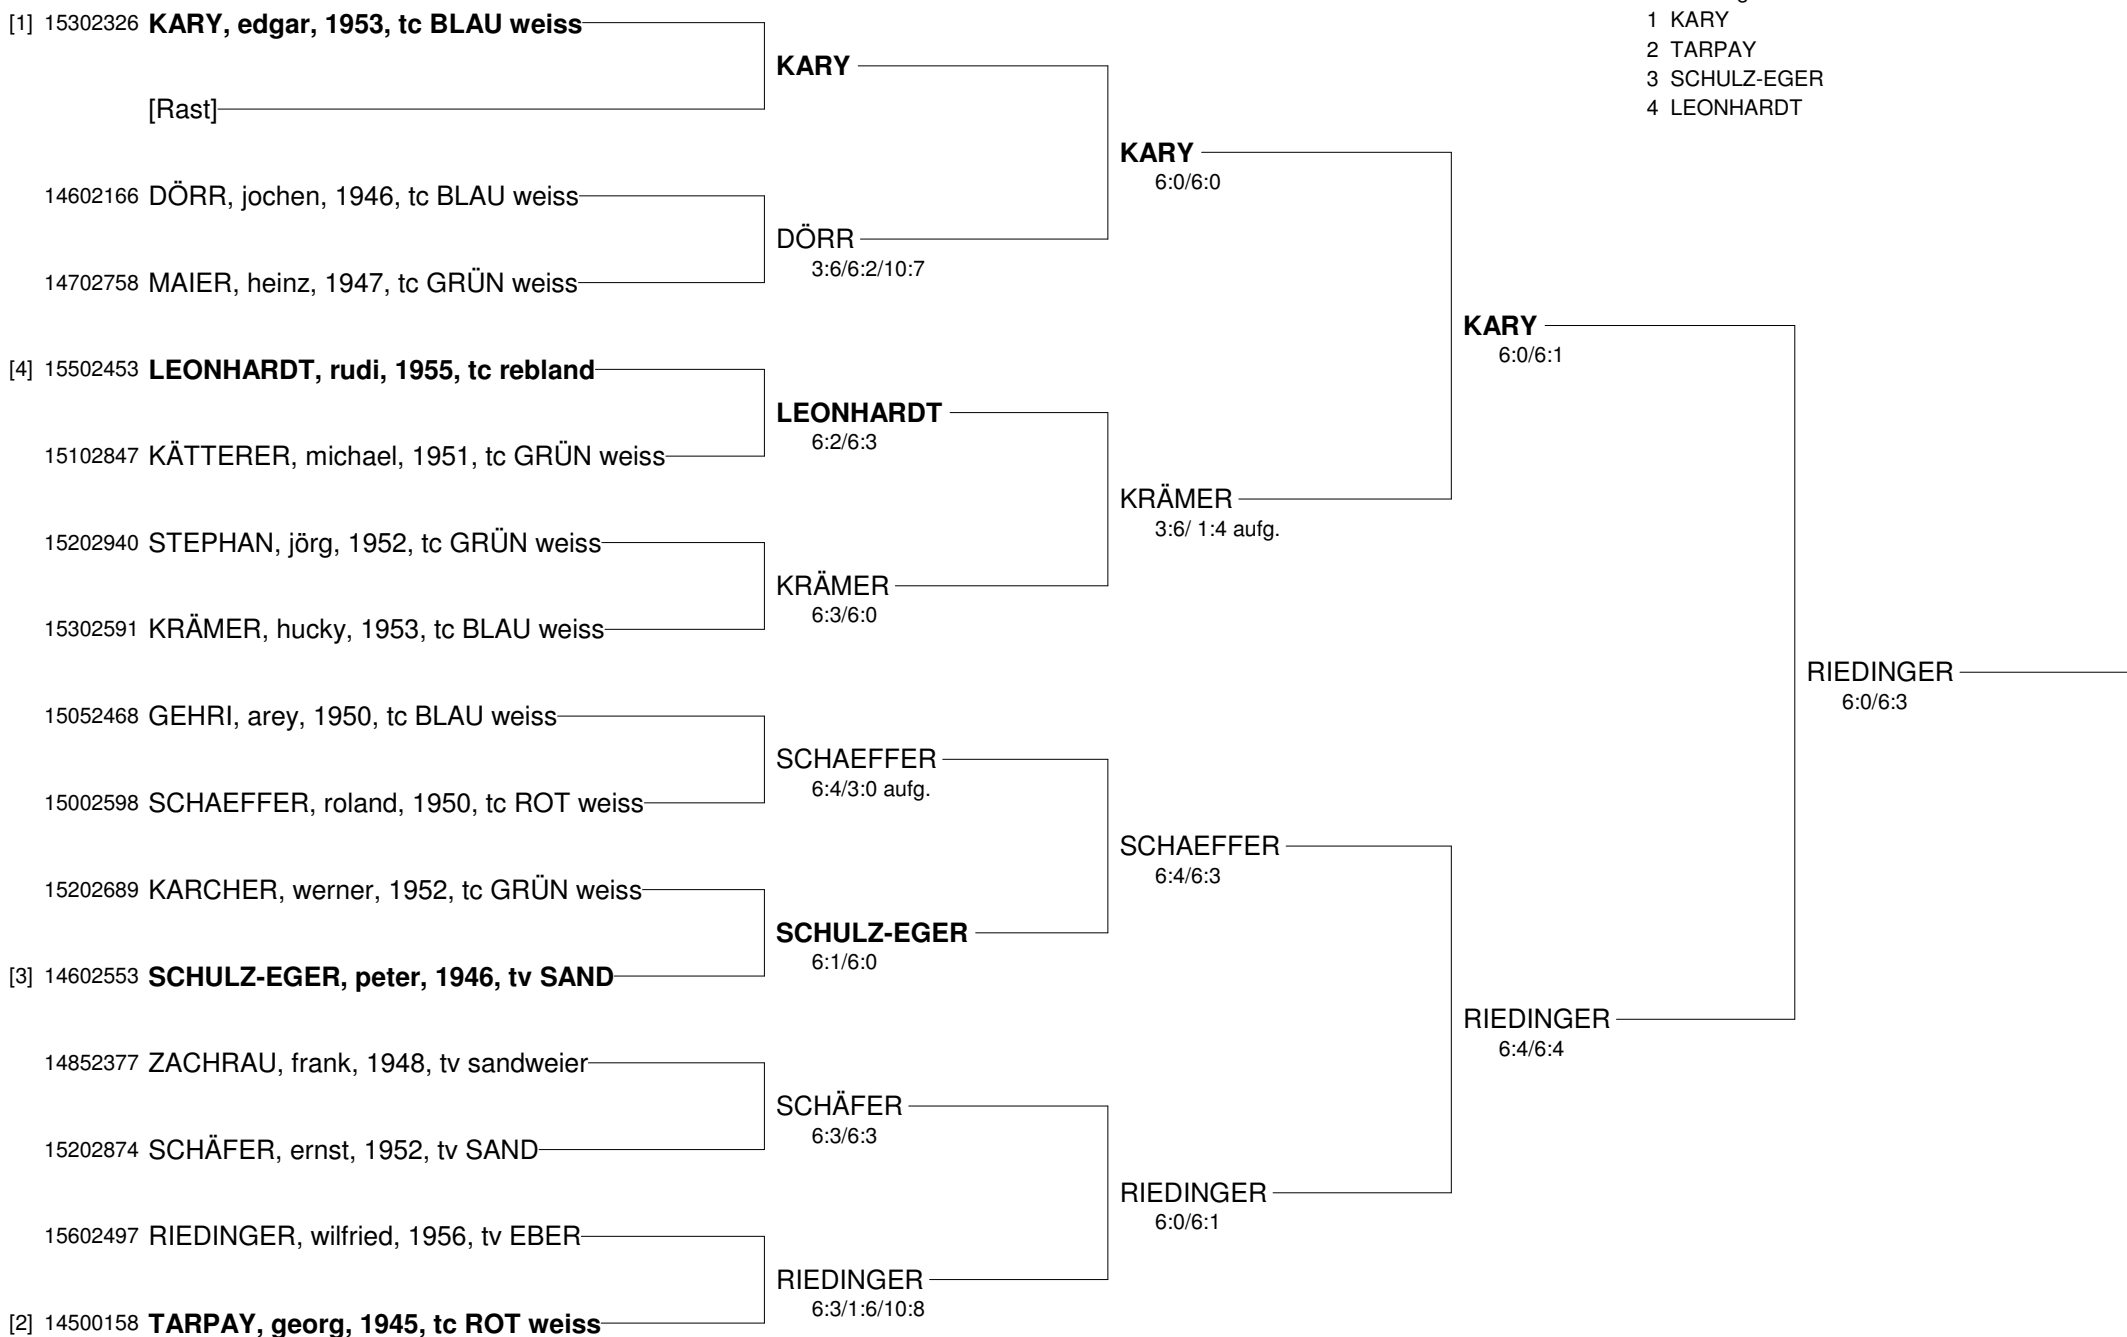 [1] 15302326 KARY, edgar, 1953, tc BLAU weiss
[Rast]
14602166 DÖRR, jochen, 1946, tc BLAU weiss
14702758 MAIER, heinz, 1947, tc GRÜN weiss
[4] 15502453 LEONHARDT, rudi, 1955, tc rebland
15102847 KÄTTERER, michael, 1951, tc GRÜN weiss
15202940 STEPHAN, jörg, 1952, tc GRÜN weiss
15302591 KRÄMER, hucky, 1953, tc BLAU weiss
15052468 GEHRI, arey, 1950, tc BLAU weiss
15002598 SCHAEFFER, roland, 1950, tc ROT weiss
15202689 KARCHER, werner, 1952, tc GRÜN weiss
[3] 14602553 SCHULZ-EGER, peter, 1946, tv SAND
14852377 ZACHRAU, frank, 1948, tv sandweier
15202874 SCHÄFER, ernst, 1952, tv SAND
15602497 RIEDINGER, wilfried, 1956, tv EBER
[2] 14500158 TARPAY, georg, 1945, tc ROT weiss
KARY
DÖRR
3:6/6:2/10:7
LEONHARDT
6:2/6:3
KRÄMER
6:3/6:0
SCHAEFFER
6:4/3:0 aufg.
SCHULZ-EGER
6:1/6:0
SCHÄFER
6:3/6:3
RIEDINGER
6:3/1:6/10:8
KARY
6:0/6:0
KRÄMER
3:6/ 1:4 aufg.
SCHAEFFER
6:4/6:3
RIEDINGER
6:0/6:1
KARY
6:0/6:1
RIEDINGER
6:4/6:4
RIEDINGER
6:0/6:3
1 KARY
2 TARPAY
3 SCHULZ-EGER
4 LEONHARDT